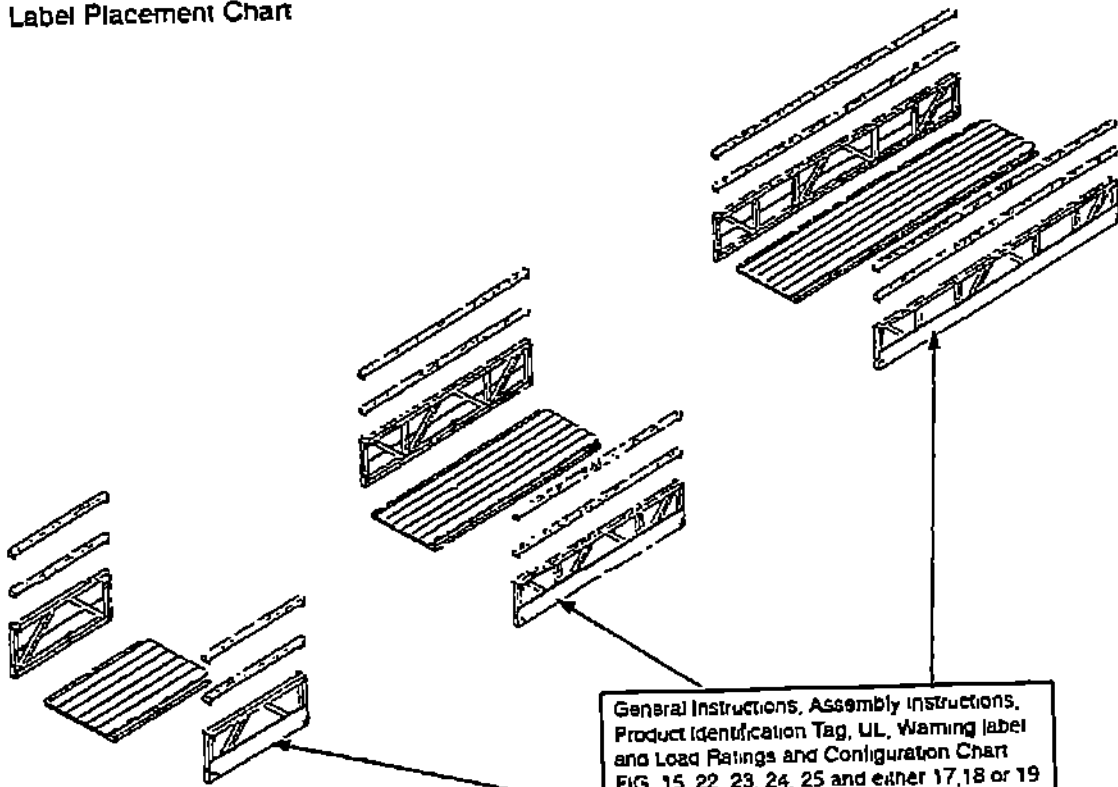 Label Placement Chart
General Instructions, Assembly Instructions,
Product Identification Tag, UL, Warning label
and Load Ratings and Configuration Chart
FIG. 15, 22, 23, 24, 25 and either 17,18 or 19